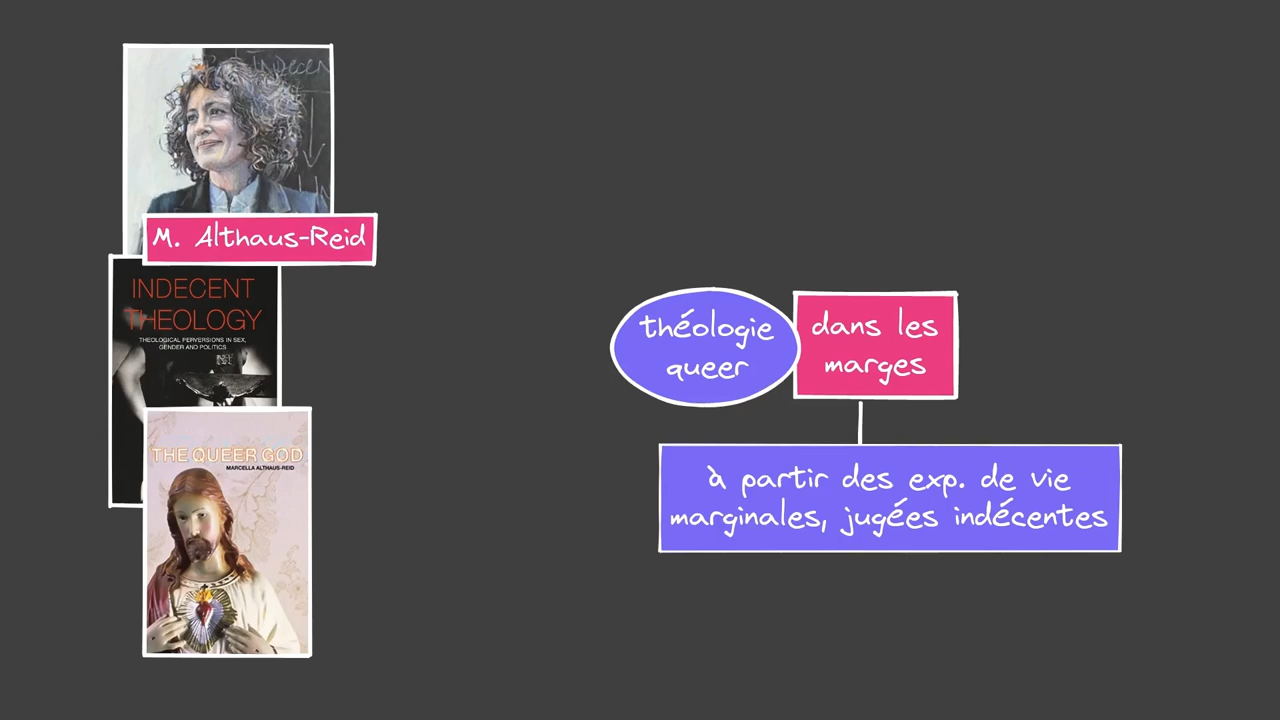 Indecen
M. Althaus-Reid
INDECENT
THEOLOGY
THEOLOGICAL PERVERSIONS IN SEX,
GENDER AND POLITICS
THE QUEER GOD
MARCELLA ALTHAUS-REID
théologie
queer
dans les
marges
à partir des exp. de vie
marginales, jugées indécentes